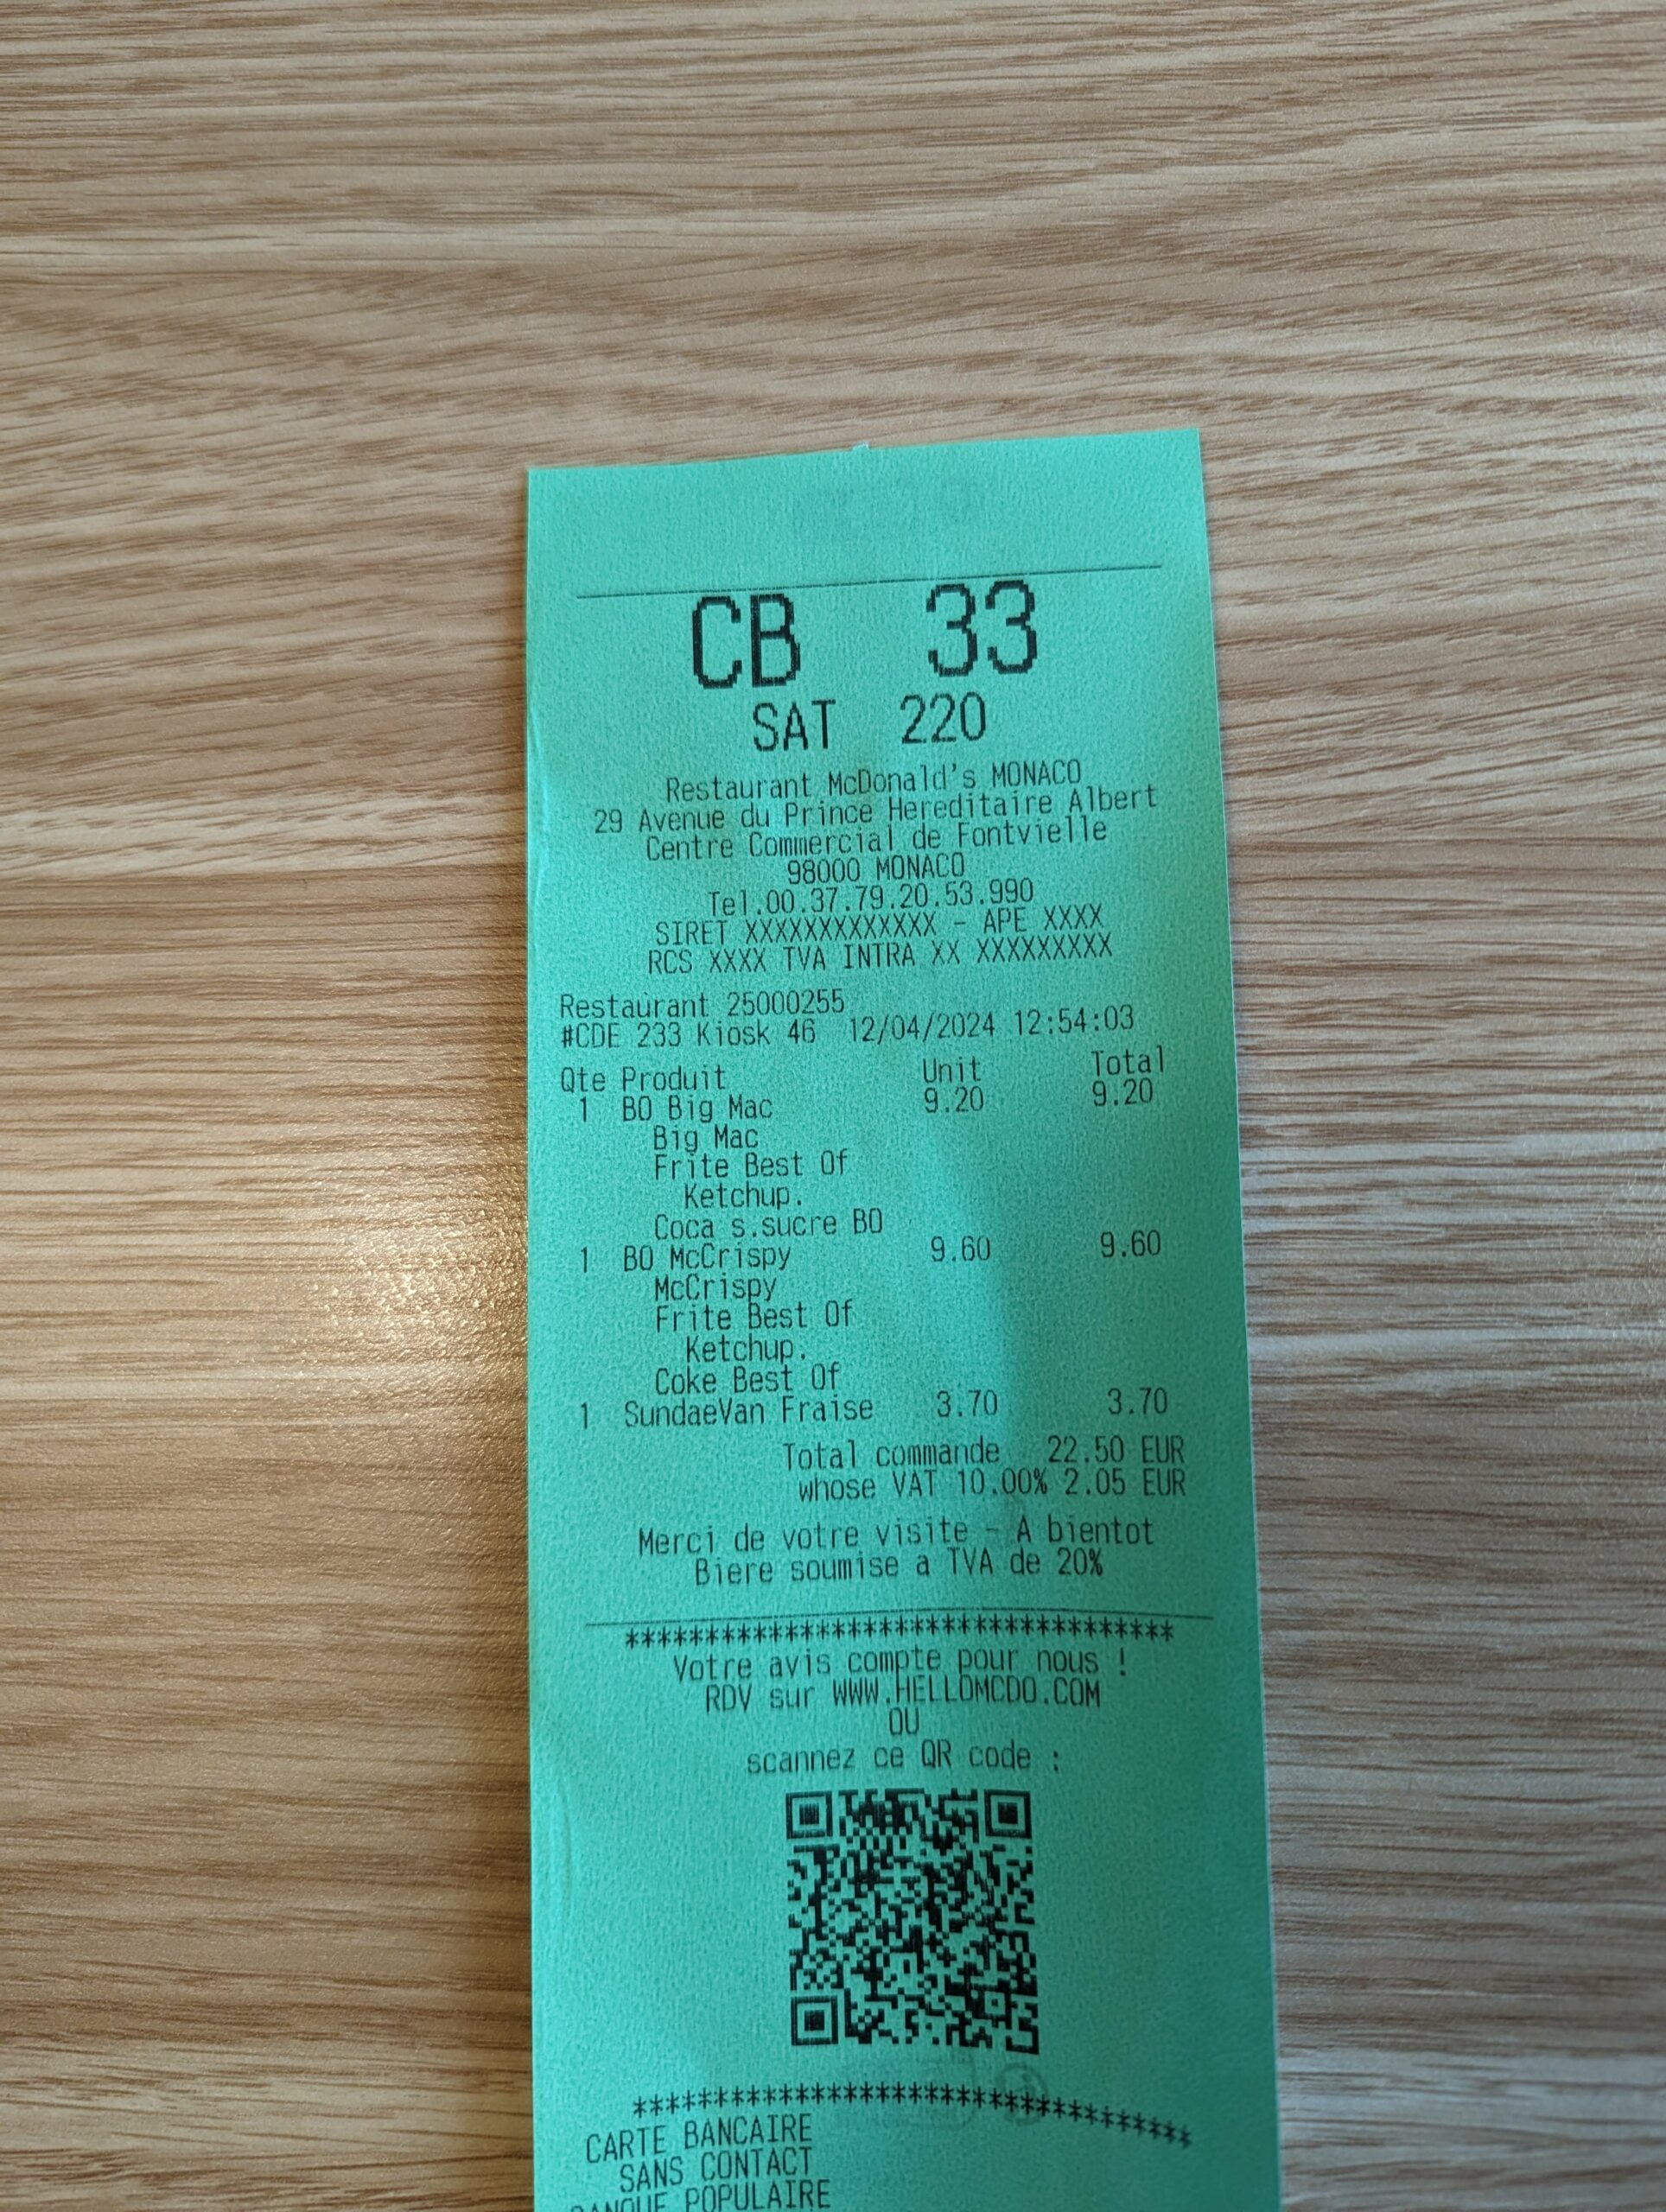 CB 33
SAT 220
Restaurant McDonald's MONACO
29 Avenue du Prince Hereditaire Albert
Centre Commercial de Fontvielle
98000 MONACO
Tel.00.37.79.20.53.990
SIRET XXXXXXXXXXXXX - APE XXXX
RCS XXXX TVA INTRA XX XXXXXXXXX
Restaurant 25000255
#CDE 233 Kiosk 46 12/04/2024 12:54:03
Qte Produit Unit Total
1 BO Big Mac 9.20 9.20
Big Mac
Frite Best Of
Ketchup.
Coca s.sucre BO
1 BO McCrispy 9.60 9.60
McCrispy
Frite Best Of
Ketchup.
Coke Best Of
1 SundaeVan Fraise 3.70 3.70
Total commande 22.50 EUR
whose VAT 10.00% 2.05 EUR
Merci de votre visite - A bientot
Biere soumise a TVA de 20%
***********************************
Votre avis compte pour nous !
RDV sur WWW.HELLOMCDO.COM
OU
scannez ce QR code :
***********************************
CARTE BANCAIRE
SANS CONTACT
BANQUE POPULAIRE